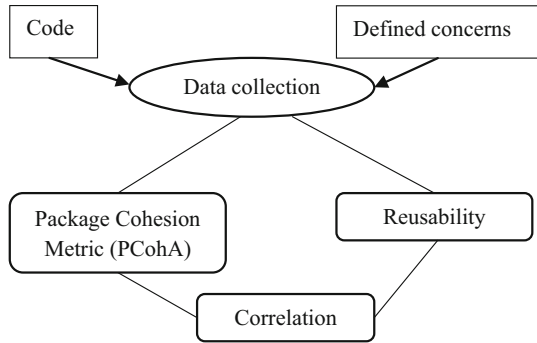 Code
Defined concerns
Data collection
Package Cohesion
Metric (PCohA)
Reusability
Correlation